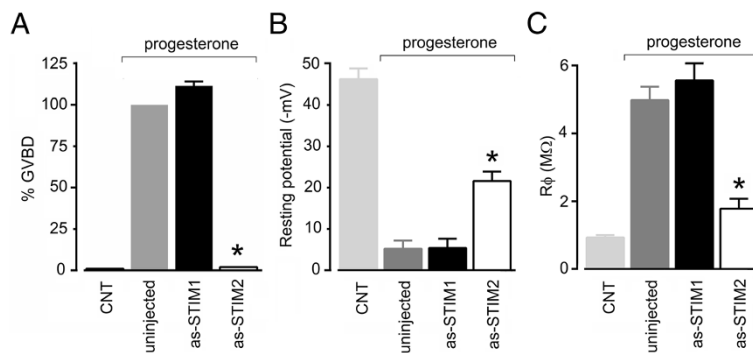 A
progesterone
% GVBD
125
100
75
50
25
0
*
CNT
uninjected
as-STIM1
as-STIM2
B
progesterone
Resting potential (-mV)
50
40
30
20
10
0
*
CNT
uninjected
as-STIM1
as-STIM2
C
progesterone
Rϕ (MΩ)
6
4
2
0
*
CNT
uninjected
as-STIM1
as-STIM2